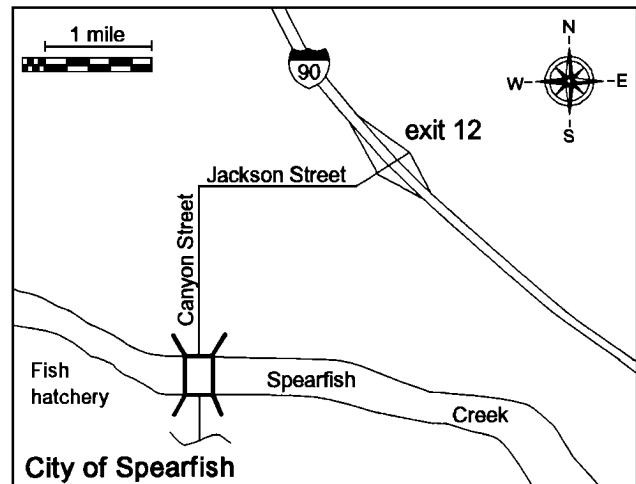 1 mile
90
N
W
E
S
exit 12
Jackson Street
Canyon Street
Fish
hatchery
Spearfish
Creek
City of Spearfish